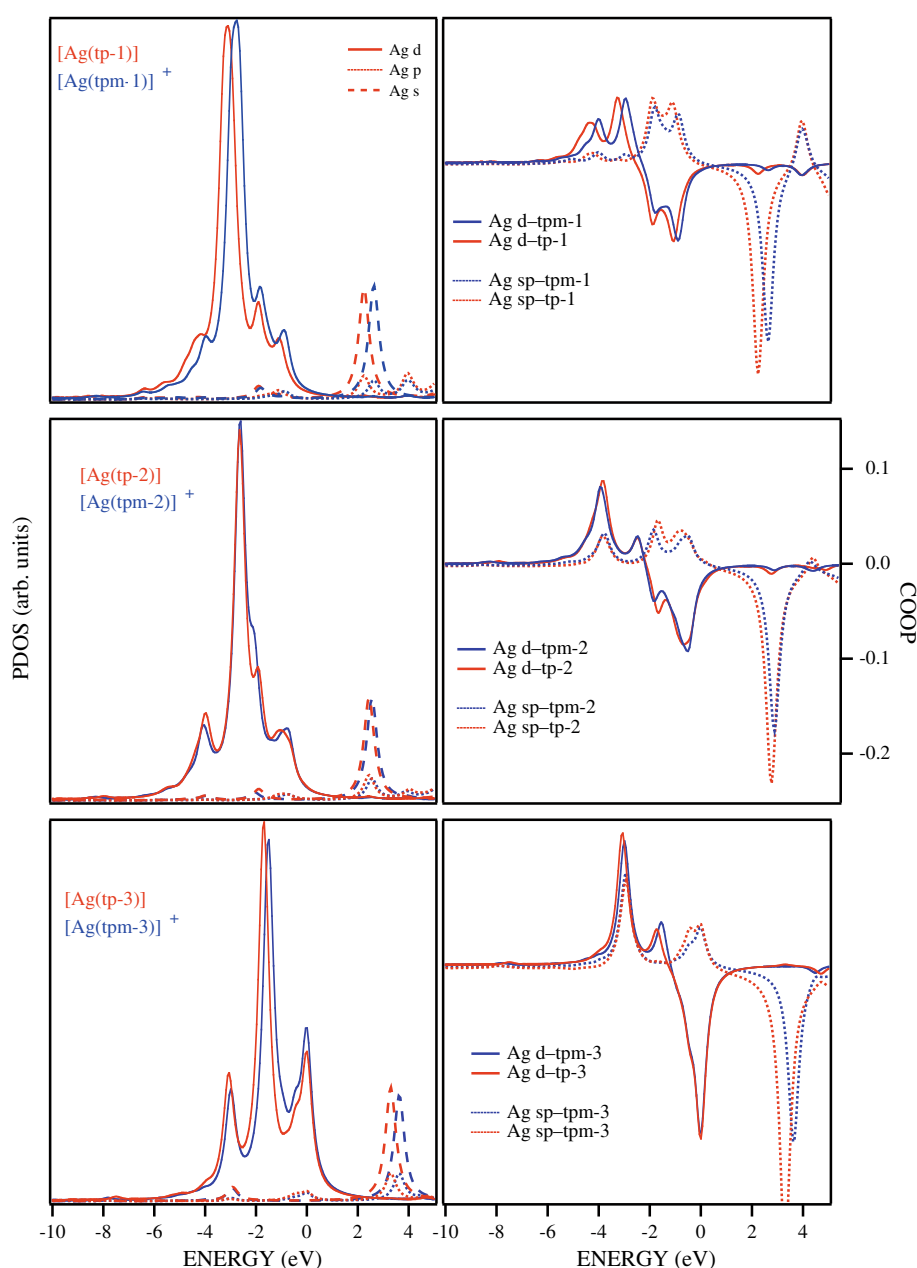 [Ag(tp-1)]
[Ag(tpm-1)] +
Ag d
Ag p
Ag s
Ag d–tpm-1
Ag d–tp-1
Ag sp–tpm-1
Ag sp–tp-1
[Ag(tp-2)]
[Ag(tpm-2)] +
Ag d–tpm-2
Ag d–tp-2
Ag sp–tpm-2
Ag sp–tp-2
0.1
0.0
-0.1
-0.2
COOP
PDOS (arb. units)
[Ag(tp-3)]
[Ag(tpm-3)] +
Ag d–tpm-3
Ag d–tp-3
Ag sp–tpm-3
Ag sp–tpm-3
-10 -8 -6 -4 -2 0 2 4
-10 -8 -6 -4 -2 0 2 4
ENERGY (eV)
ENERGY (eV)